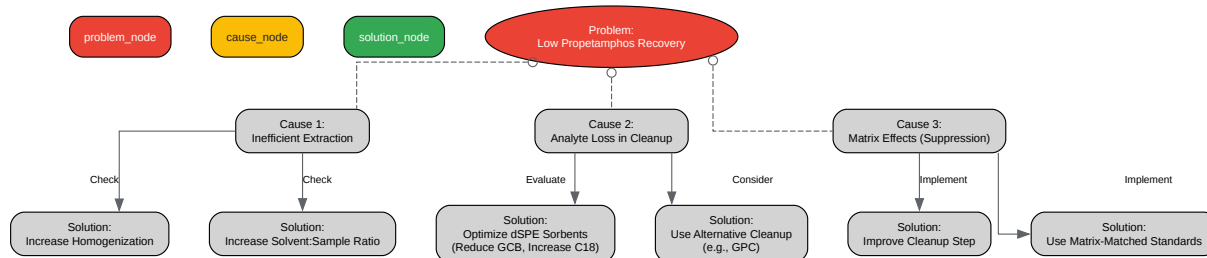 problem_node
cause_node
solution_node
Problem:
Low Propetamphos Recovery
Cause 1:
Inefficient Extraction
Cause 2:
Analyte Loss in Cleanup
Cause 3:
Matrix Effects (Suppression)
Check
Check
Evaluate
Consider
Implement
Implement
Solution:
Increase Homogenization
Solution:
Increase Solvent:Sample Ratio
Solution:
Optimize dSPE Sorbents
(Reduce GCB, Increase C18)
Solution:
Use Alternative Cleanup
(e.g., GPC)
Solution:
Improve Cleanup Step
Solution:
Use Matrix-Matched Standards